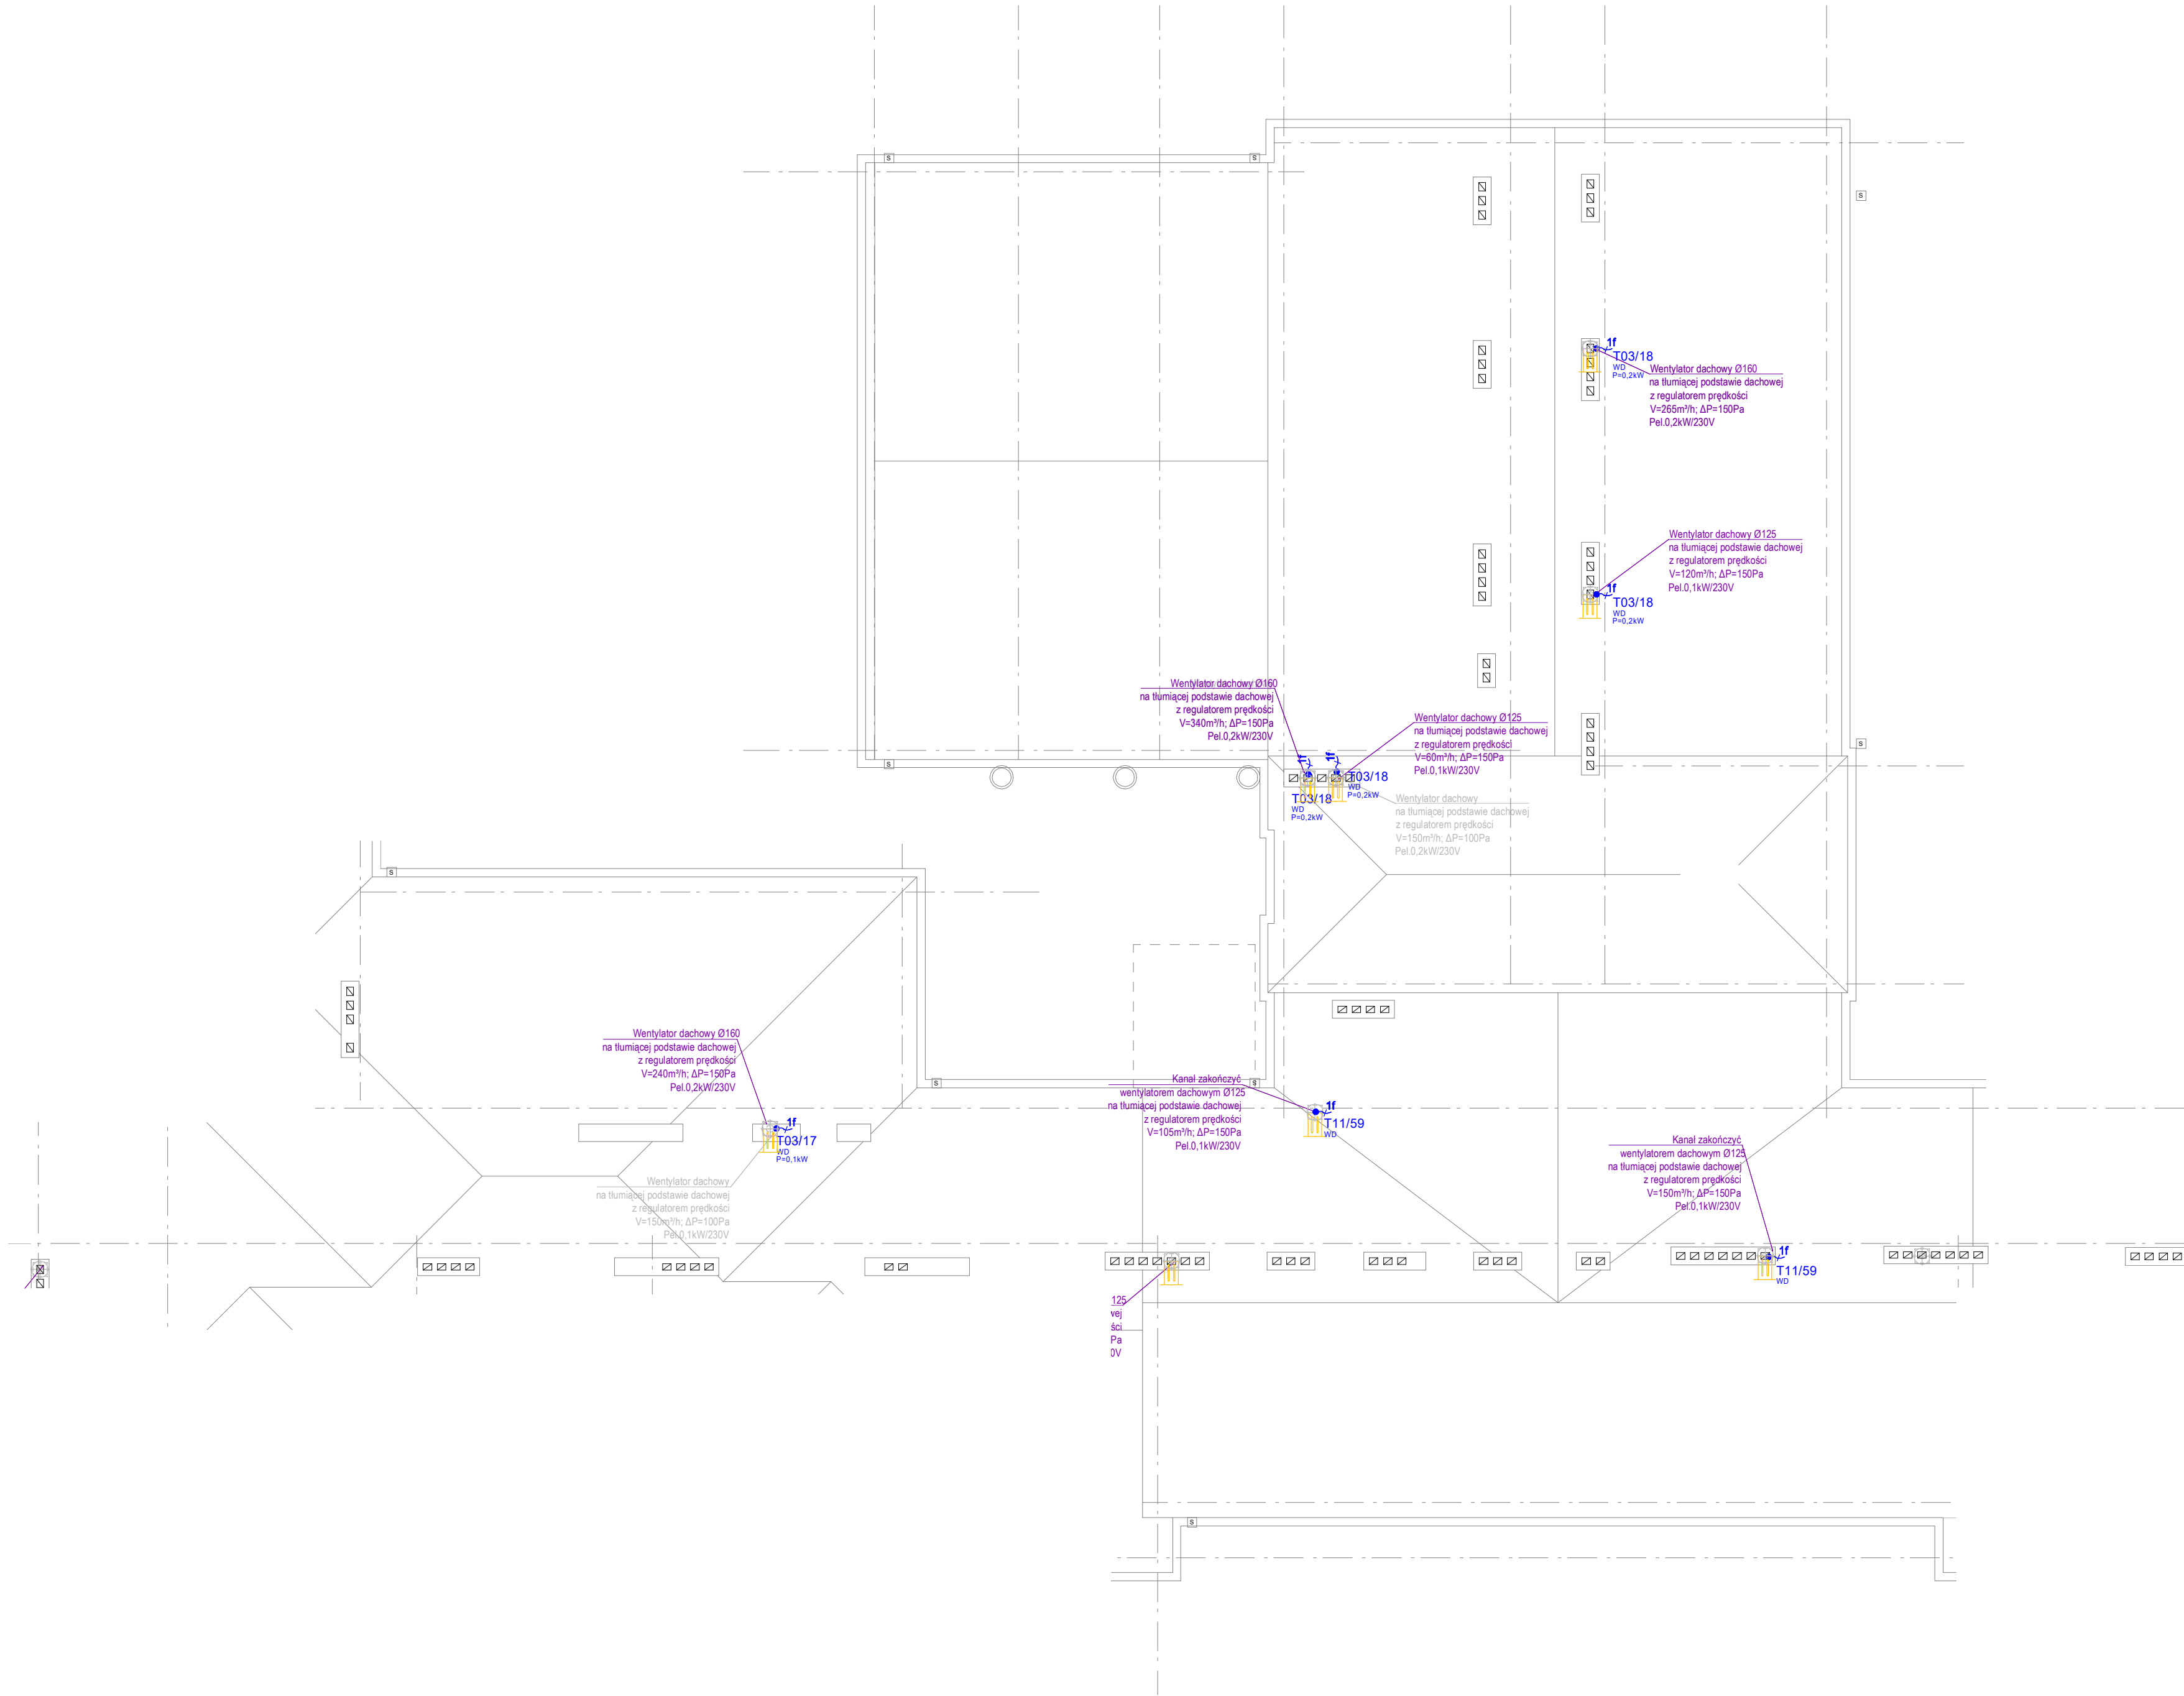 S
S
S
1f
T03/18
WD
P=0,2kW
Wentylator dachowy Ø160
na tłumiącej podstawie dachowej
z regulatorem prędkości
V=265m³/h; ΔP=150Pa
Pel.0,2kW/230V
Wentylator dachowy Ø125
na tłumiącej podstawie dachowej
z regulatorem prędkości
V=120m³/h; ΔP=150Pa
Pel.0,1kW/230V
1f
T03/18
WD
P=0,2kW
Wentylator dachowy Ø160
na tłumiącej podstawie dachowej
z regulatorem prędkości
V=340m³/h; ΔP=150Pa
Pel.0,2kW/230V
Wentylator dachowy Ø125
na tłumiącej podstawie dachowej
z regulatorem prędkości
V=60m³/h; ΔP=150Pa
Pel.0,1kW/230V
S
S
1f
1f
T03/18
WD
P=0,2kW
T03/18
WD
P=0,2kW
Wentylator dachowy
na tłumiącej podstawie dachowej
z regulatorem prędkości
V=150m³/h; ΔP=100Pa
Pel.0,2kW/230V
S
Wentylator dachowy Ø160
na tłumiącej podstawie dachowej
z regulatorem prędkości
V=240m³/h; ΔP=150Pa
Pel.0,2kW/230V
S
S
Kanał zakończyć
wentylatorem dachowym Ø125
na tłumiącej podstawie dachowej
z regulatorem prędkości
V=105m³/h; ΔP=150Pa
Pel.0,1kW/230V
1f
T11/59
WD
1f
T03/17
WD
P=0,1kW
Wentylator dachowy
na tłumiącej podstawie dachowej
z regulatorem prędkości
V=150m³/h; ΔP=100Pa
Pel.0,1kW/230V
Kanał zakończyć
wentylatorem dachowym Ø125
na tłumiącej podstawie dachowej
z regulatorem prędkości
V=150m³/h; ΔP=150Pa
Pel.0,1kW/230V
1f
T11/59
WD
125
wej
ści
Pa
0V
S